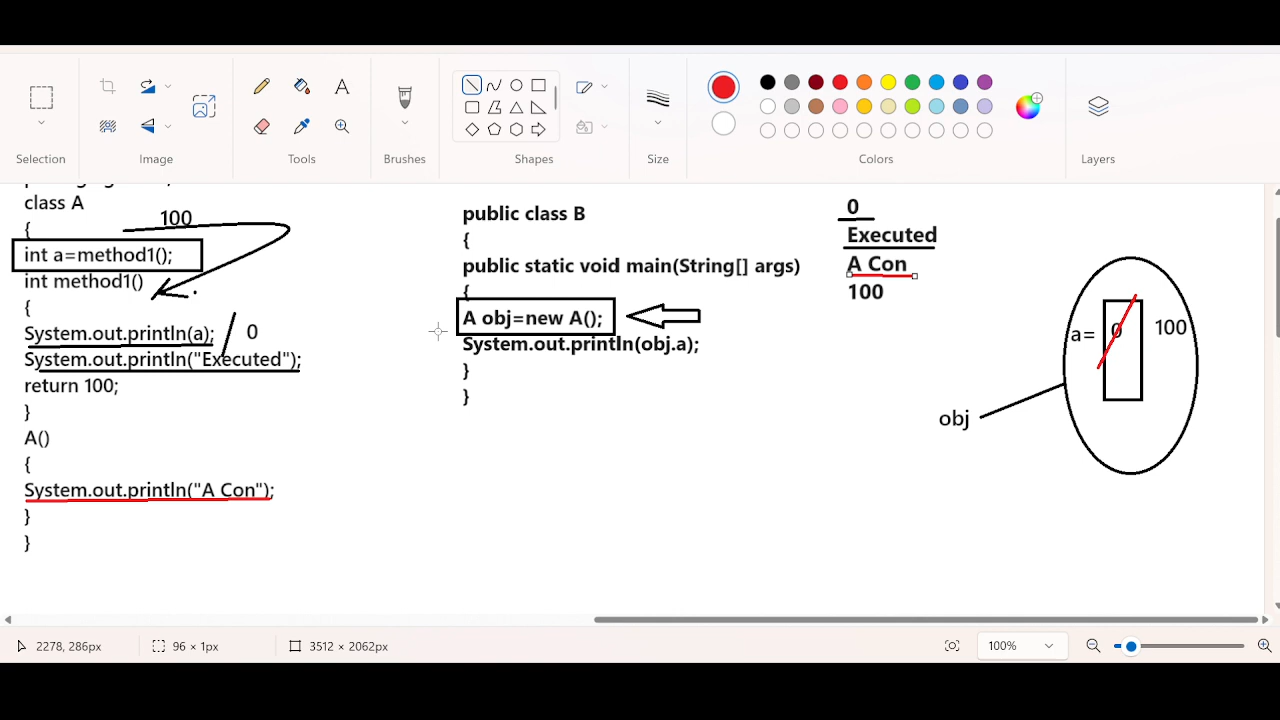 Selection
Image
Tools
Brushes
Shapes
Size
Colors
Layers
class A
{
100
int a=method1();
int method1()
{
System.out.println(a);
0
System.out.println("Executed");
return 100;
}
A()
{
System.out.println("A Con");
}
}
public class B
{
public static void main(String[] args)
{
A obj=new A();
System.out.println(obj.a);
}
}
0
Executed
A Con
100
a=
0
100
obj
2278, 286px
96 × 1px
3512 × 2062px
100%